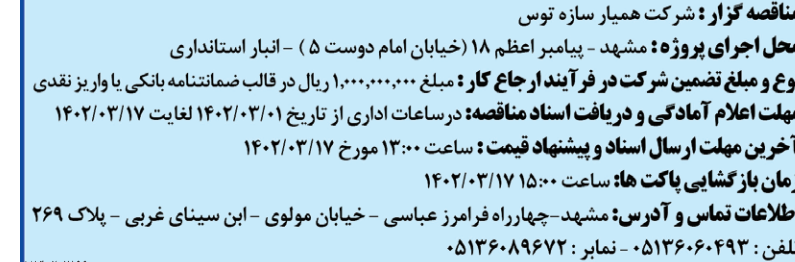 مناقصه گزار : شرکت همیار سازه توس
محل اجرای پروژه : مشهد - پیامبر اعظم ۱۸ (خیابان امام دوست ۵ ) - انبار استانداری
نوع و مبلغ تضمین شرکت در فرآیند ارجاع کار : مبلغ ۱,۰۰۰,۰۰۰,۰۰۰ ریال در قالب ضمانتنامه بانکی یا واریز نقدی
مهلت اعلام آمادگی و دریافت اسناد مناقصه: درساعات اداری از تاریخ ۱۴۰۲/۰۳/۰۱ لغایت ۱۴۰۲/۰۳/۱۷
آخرین مهلت ارسال اسناد و پیشنهاد قیمت : ساعت ۱۳:۰۰ مورخ ۱۴۰۲/۰۳/۱۷
زمان بازگشایی پاکت ها: ساعت ۱۵:۰۰ ۱۴۰۲/۰۳/۱۷
اطلاعات تماس و آدرس: مشهد-چهارراه فرامرز عباسی - خیابان مولوی - ابن سینای غربی - پلاک ۲۶۹
تلفن : ۰۵۱۳۶۰۶۰۴۹۳ - نمابر : ۰۵۱۳۶۰۸۹۶۷۲